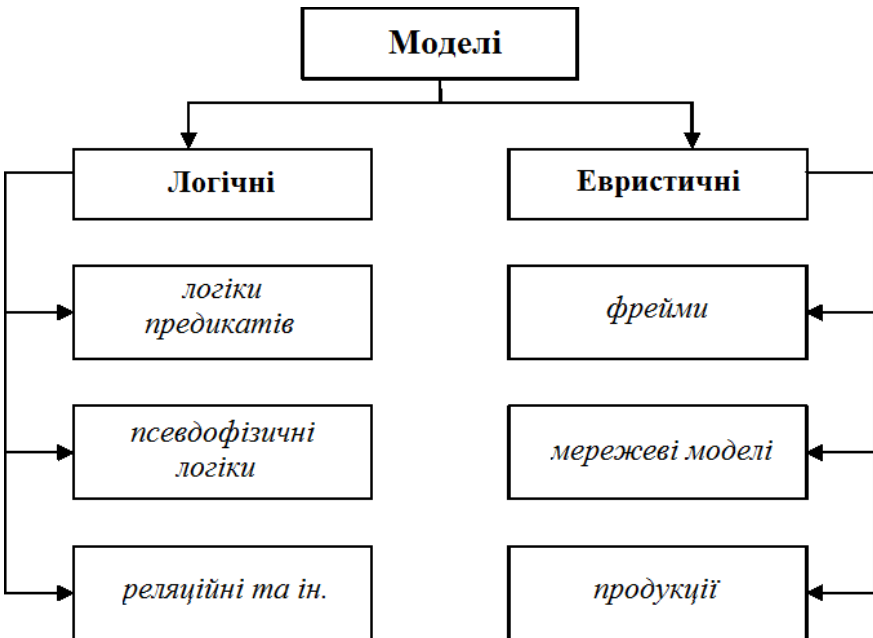 Моделі
Логічні
Евристичні
логіки
предикатів
фрейми
псевдофізичні
логіки
мережеві моделі
реляційні та ін.
продукції